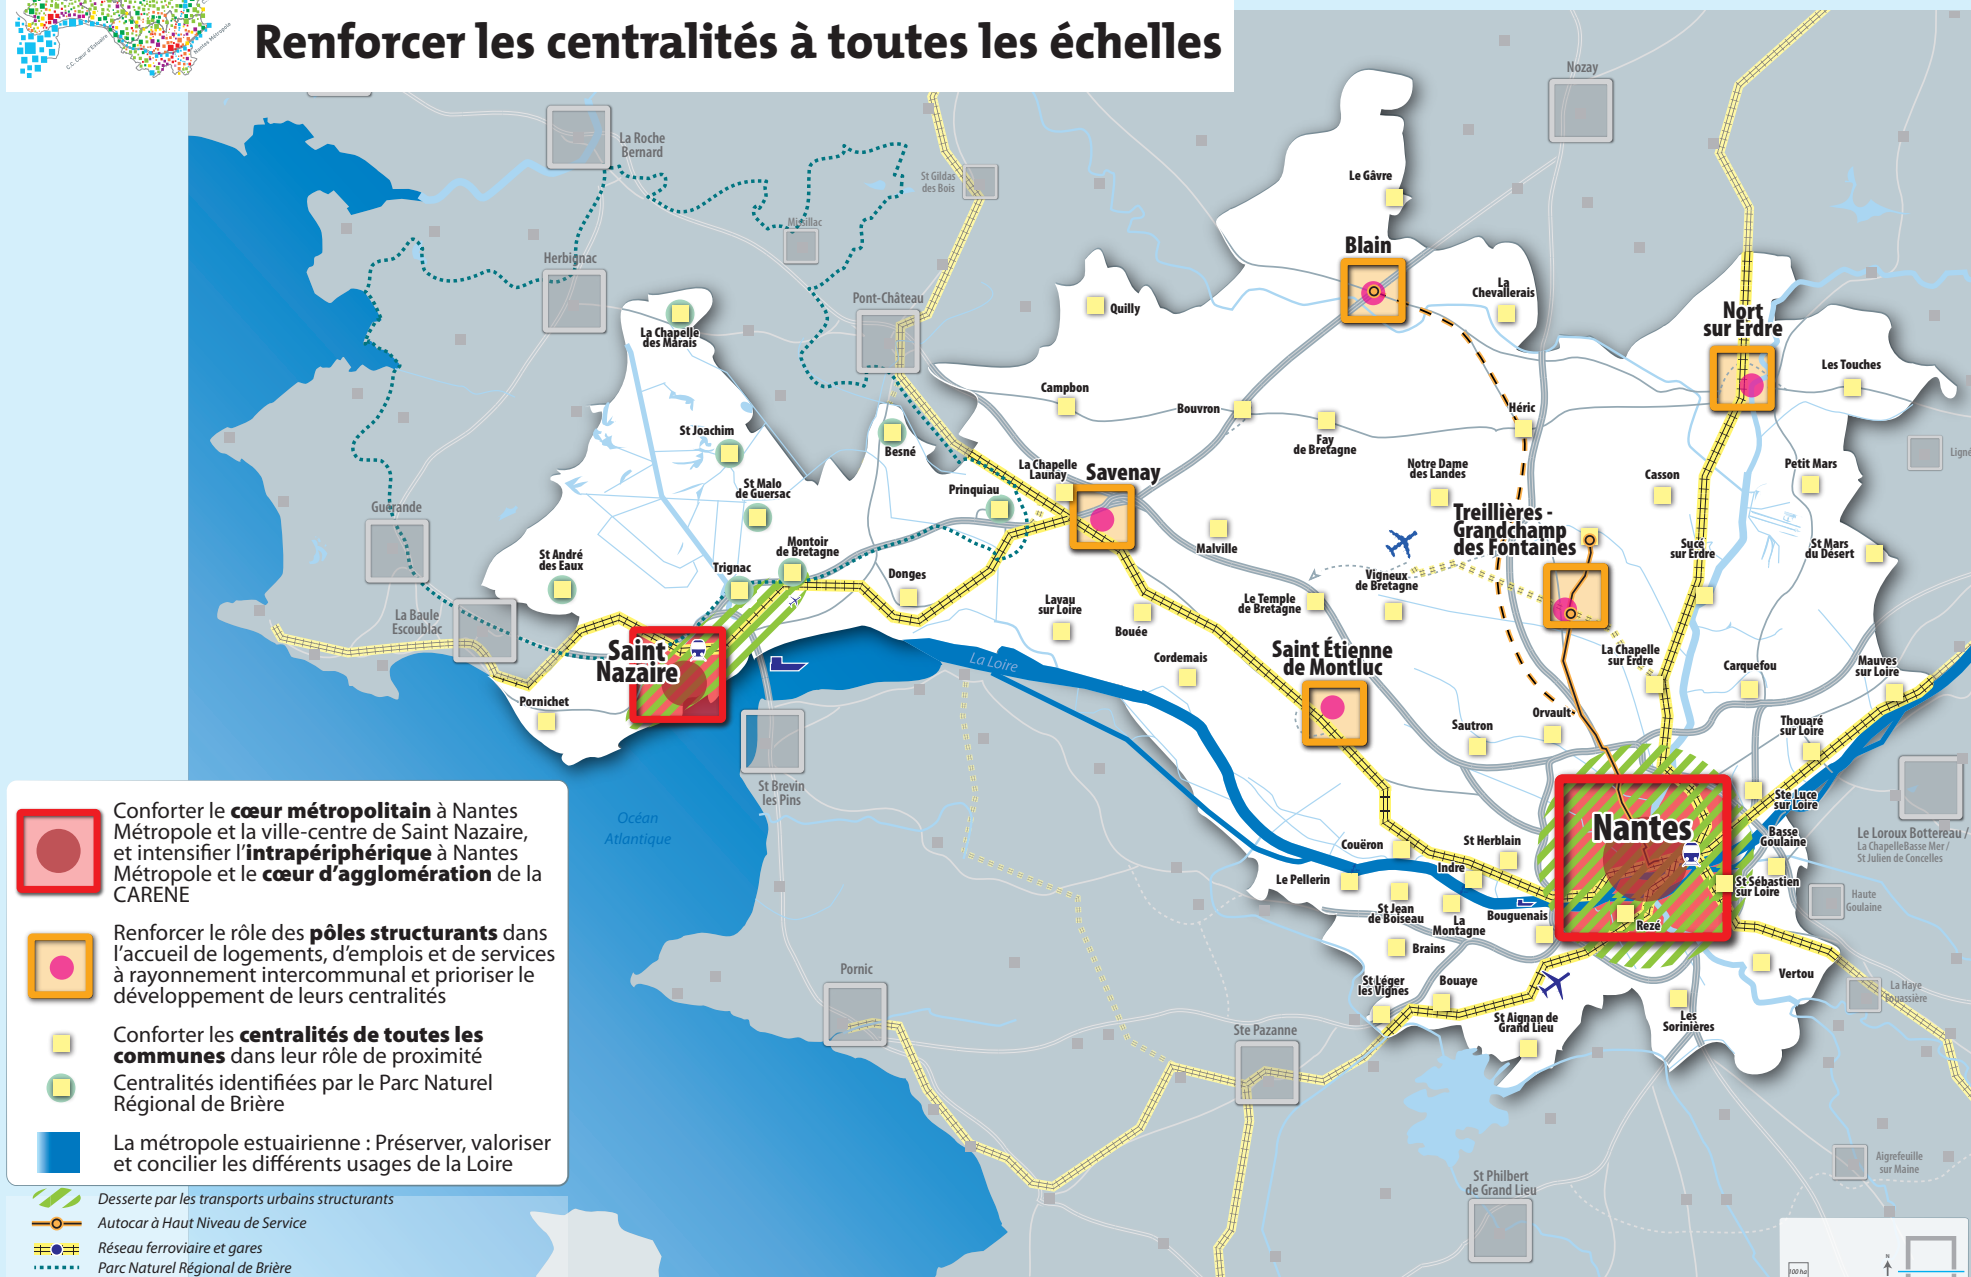 C.C. Cœur d'Estuaire
Nantes Métropole
Renforcer les centralités à toutes les échelles
Nozay
La Roche
Bernard
St Gildas
des Bois
Missillac
Le Gâvre
Blain
Herbignac
Pont-Château
La
Chevallerais
Quilly
Nort
sur Erdre
La Chapelle
des Marais
Les Touches
Campbon
Bouvron
Héric
Fay
de Bretagne
St Joachim
Besné
Ligné
La Chapelle
Launay
Savenay
Notre Dame
des Landes
Casson
Petit Mars
St Malo
de Guersac
Prinquiau
Guérande
Treillières -
Grandchamp
des Fontaines
Malville
Montoir
de Bretagne
Sucé
sur Erdre
St Mars
du Désert
St André
des Eaux
Trignac
Donges
Vigneux
de Bretagne
Lavau
sur Loire
Le Temple
de Bretagne
La Baule
Escoublac
Bouée
Saint
Nazaire
La Loire
Cordemais
Saint Étienne
de Montluc
La Chapelle
sur Erdre
Carquefou
Mauves
sur Loire
Pornichet
Sautron
Orvault
Thouaré
sur Loire
St Brevin
les Pins
Océan
Atlantique
Ste Luce
sur Loire
Nantes
Basse
Goulaine
Le Loroux Bottereau /
La ChapelleBasse Mer /
St Julien de Concelles
Couëron
St Herblain
Indre
Le Pellerin
St Sébastien
sur Loire
Haute
Goulaine
St Jean
de Boiseau
La
Montagne
Bouguenais
Rezé
Brains
Pornic
St Léger
les Vignes
Bouaye
Vertou
La Haye
Fouassière
St Aignan de
Grand Lieu
Les
Sorinières
Ste Pazanne
St Philbert
de Grand Lieu
Aigrefeuille
sur Maine
Conforter le cœur métropolitain à Nantes
Métropole et la ville-centre de Saint Nazaire,
et intensifier l'intrapériphérique à Nantes
Métropole et le cœur d'agglomération de la
CARENE
Renforcer le rôle des pôles structurants dans
l'accueil de logements, d'emplois et de services
à rayonnement intercommunal et prioriser le
développement de leurs centralités
Conforter les centralités de toutes les
communes dans leur rôle de proximité
Centralités identifiées par le Parc Naturel
Régional de Brière
La métropole estuairienne : Préserver, valoriser
et concilier les différents usages de la Loire
Desserte par les transports urbains structurants
Autocar à Haut Niveau de Service
Réseau ferroviaire et gares
Parc Naturel Régional de Brière
100 ha
N